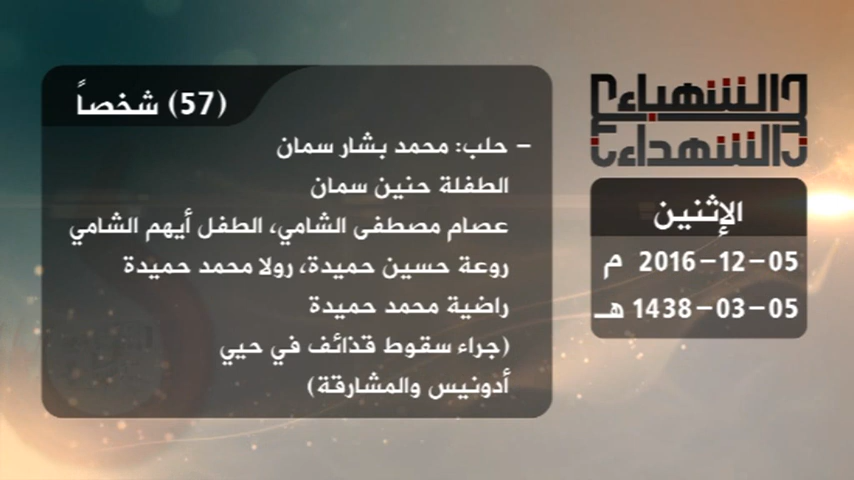 الشهباء
الشهداء
الإثنين
05-12-2016 م
05-03-1438 هـ
(57) شخصاً
- حلب: محمد بشار سمان
الطفلة حنين سمان
عصام مصطفى الشامي، الطفل أيهم الشامي
روعة حسين حميدة، رولا محمد حميدة
راضية محمد حميدة
(جراء سقوط قذائف في حيي
أدونيس والمشارقة)